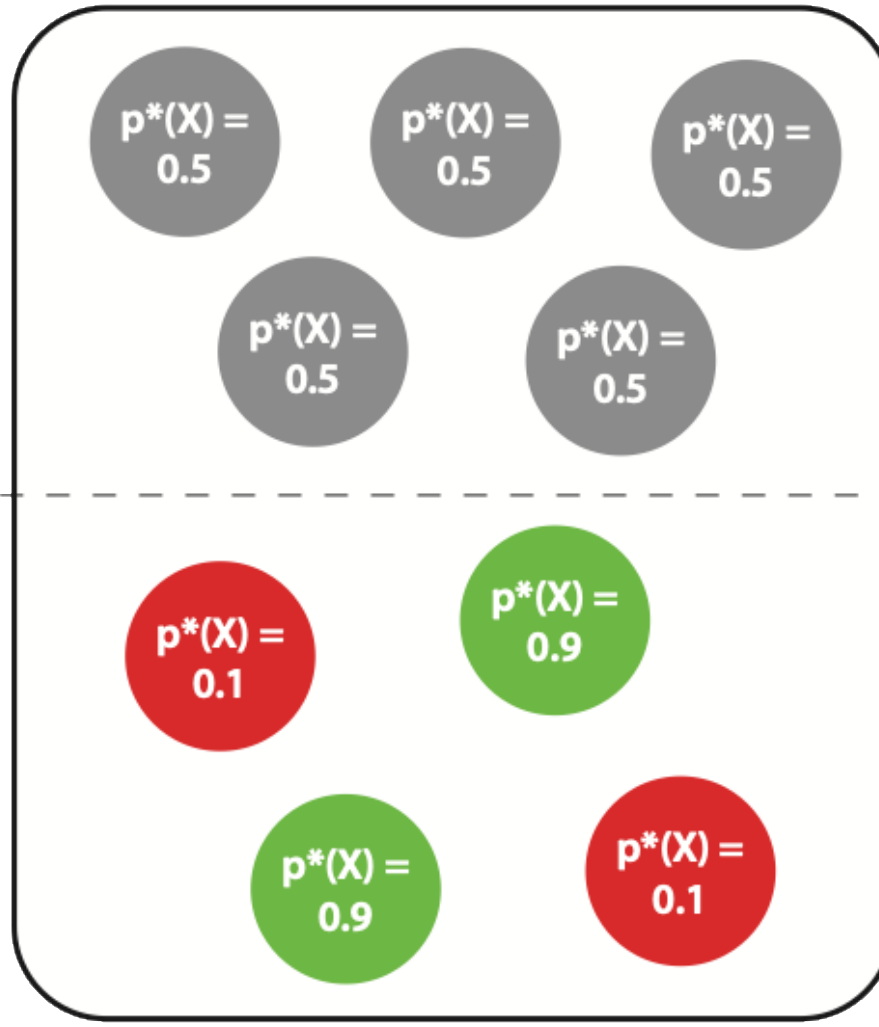 p*(X) =
0.5
p*(X) =
0.5
p*(X) =
0.5
p*(X) =
0.5
p*(X) =
0.5
p*(X) =
0.1
p*(X) =
0.9
p*(X) =
0.9
p*(X) =
0.1